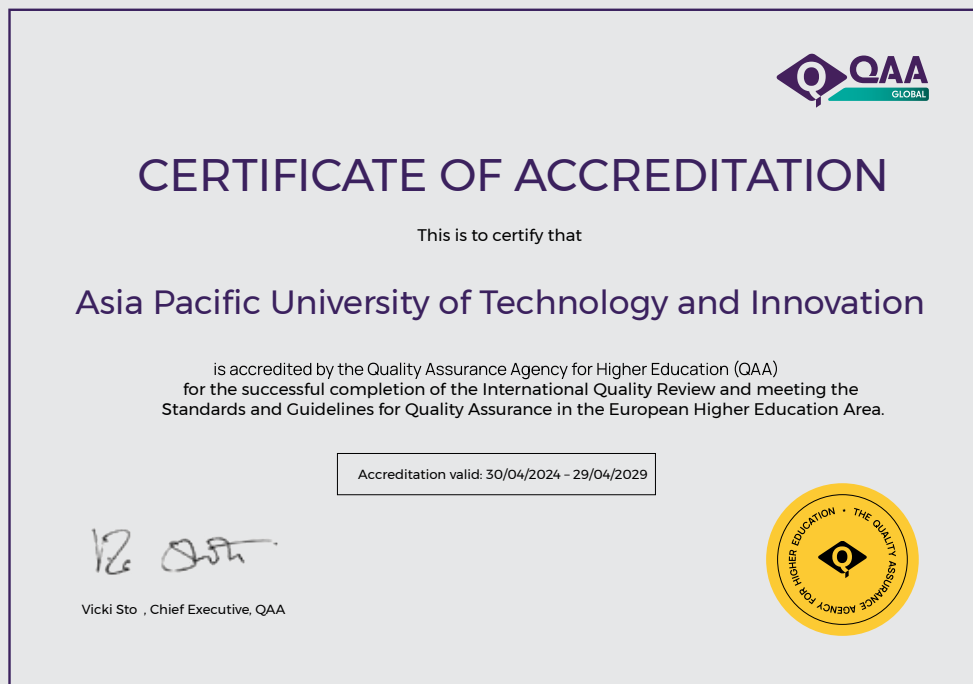 QAA
GLOBAL
CERTIFICATE OF ACCREDITATION
This is to certify that
Asia Pacific University of Technology and Innovation
is accredited by the Quality Assurance Agency for Higher Education (QAA)
for the successful completion of the International Quality Review and meeting the
Standards and Guidelines for Quality Assurance in the European Higher Education Area.
Accreditation valid: 30/04/2024 – 29/04/2029
Vicki Sto , Chief Executive, QAA
THE QUALITY ASSURANCE AGENCY FOR HIGHER EDUCATION •